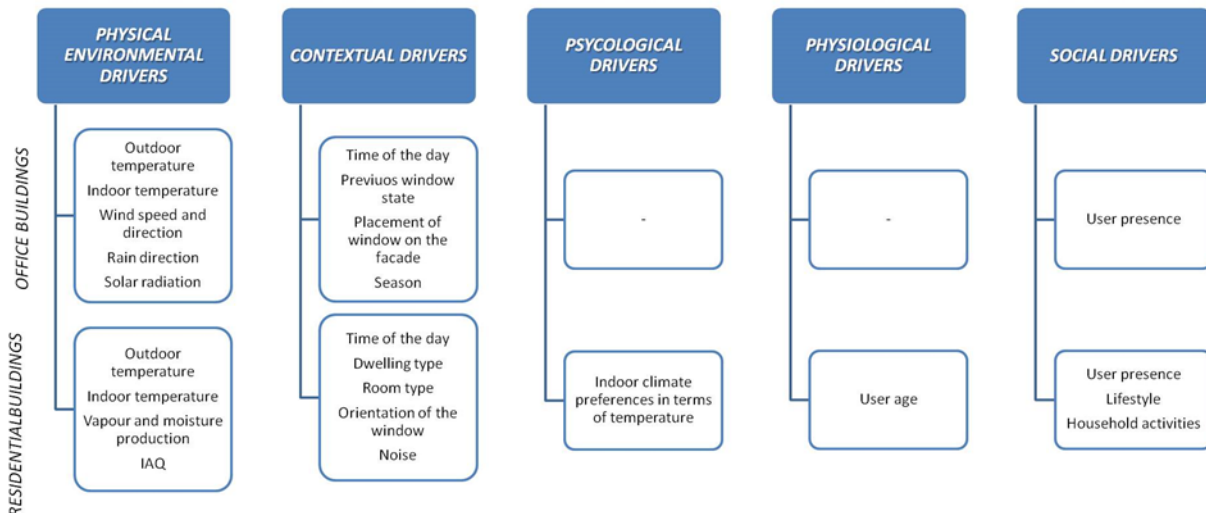 PHYSICAL
ENVIRONMENTAL
DRIVERS
CONTEXTUAL DRIVERS
PSYCOLOGICAL
DRIVERS
PHYSIOLOGICAL
DRIVERS
SOCIAL DRIVERS
OFFICE BUILDINGS
Outdoor
temperature
Indoor temperature
Wind speed and
direction
Rain direction
Solar radiation
Time of the day
Previuos window
state
Placement of
window on the
facade
Season
-
-
User presence
RESIDENTIALBUILDINGS
Outdoor
temperature
Indoor temperature
Vapour and moisture
production
IAQ
Time of the day
Dwelling type
Room type
Orientation of the
window
Noise
Indoor climate
preferences in terms
of temperature
User age
User presence
Lifestyle
Household activities